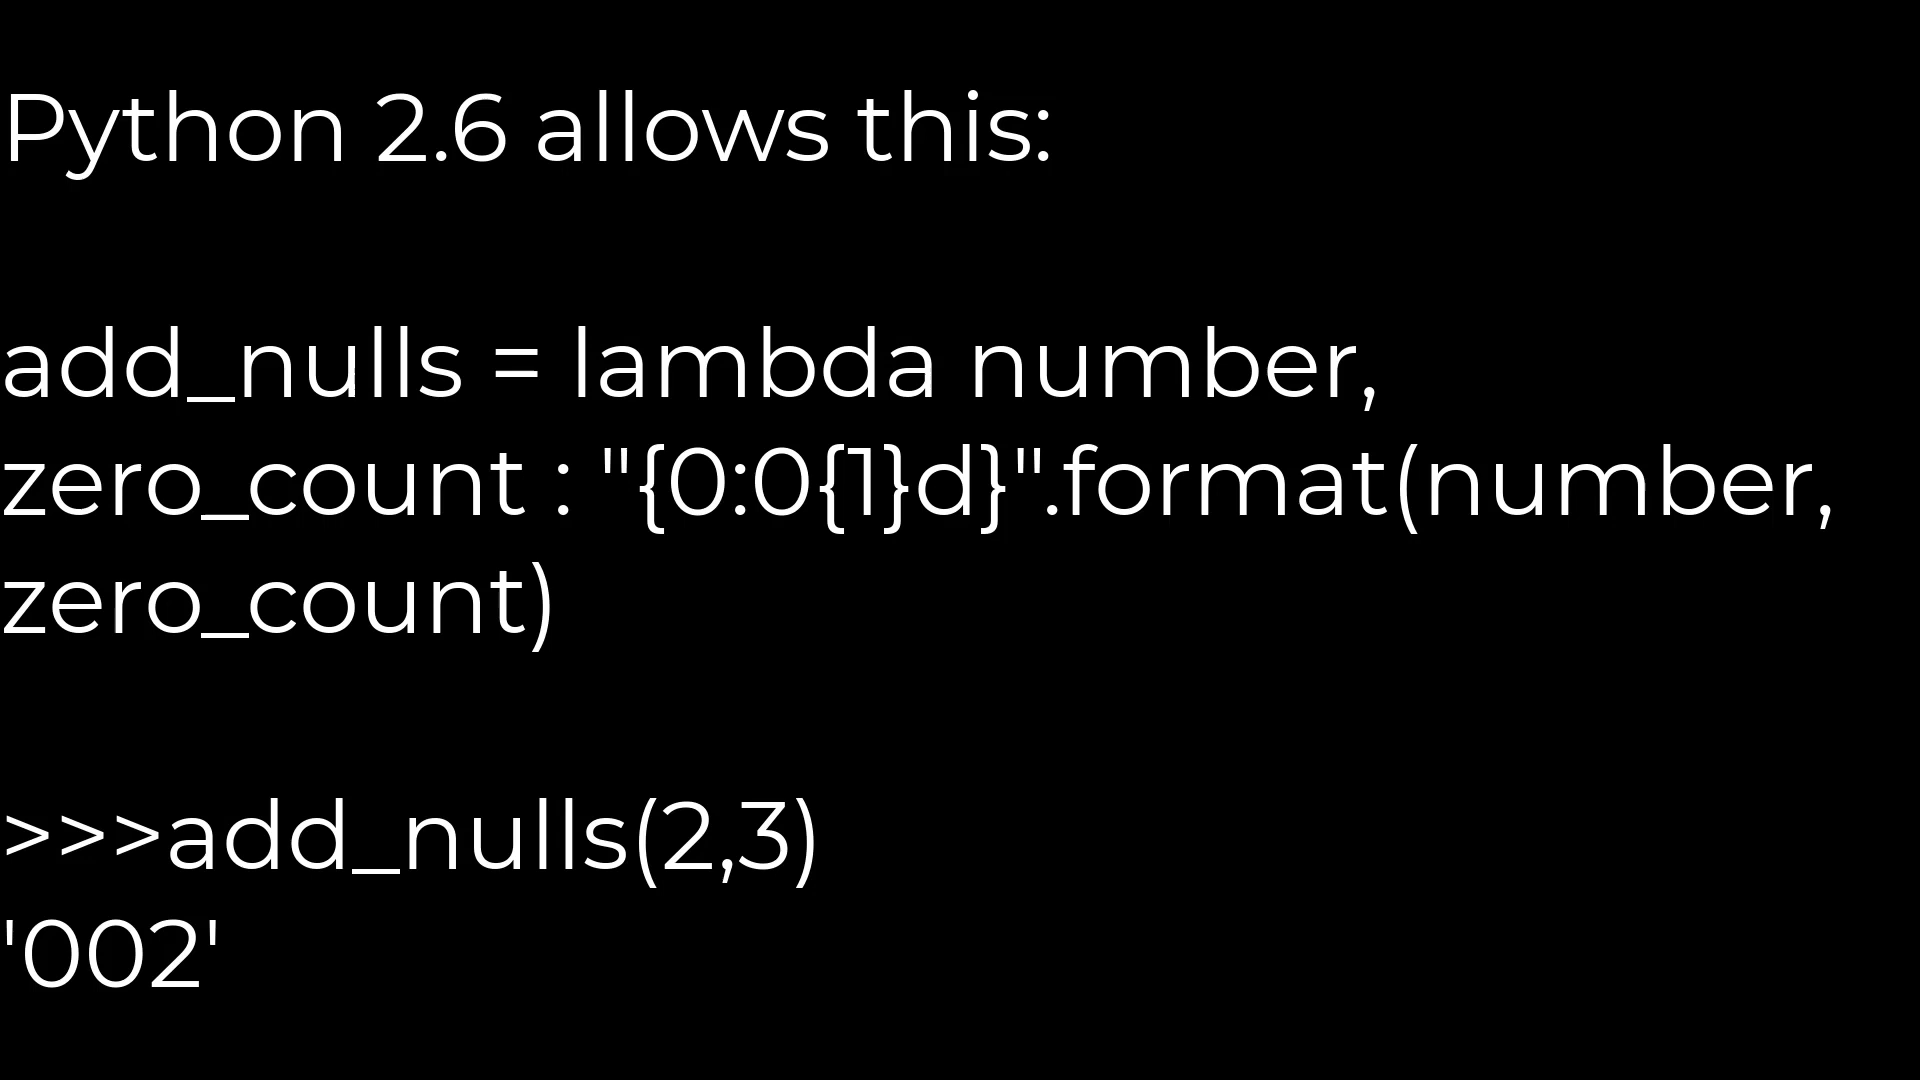 Python 2.6 allows this:
add_nulls = lambda number,
zero_count : "{0:0{1}d}".format(number,
zero_count)
>>>add_nulls(2,3)
'002'